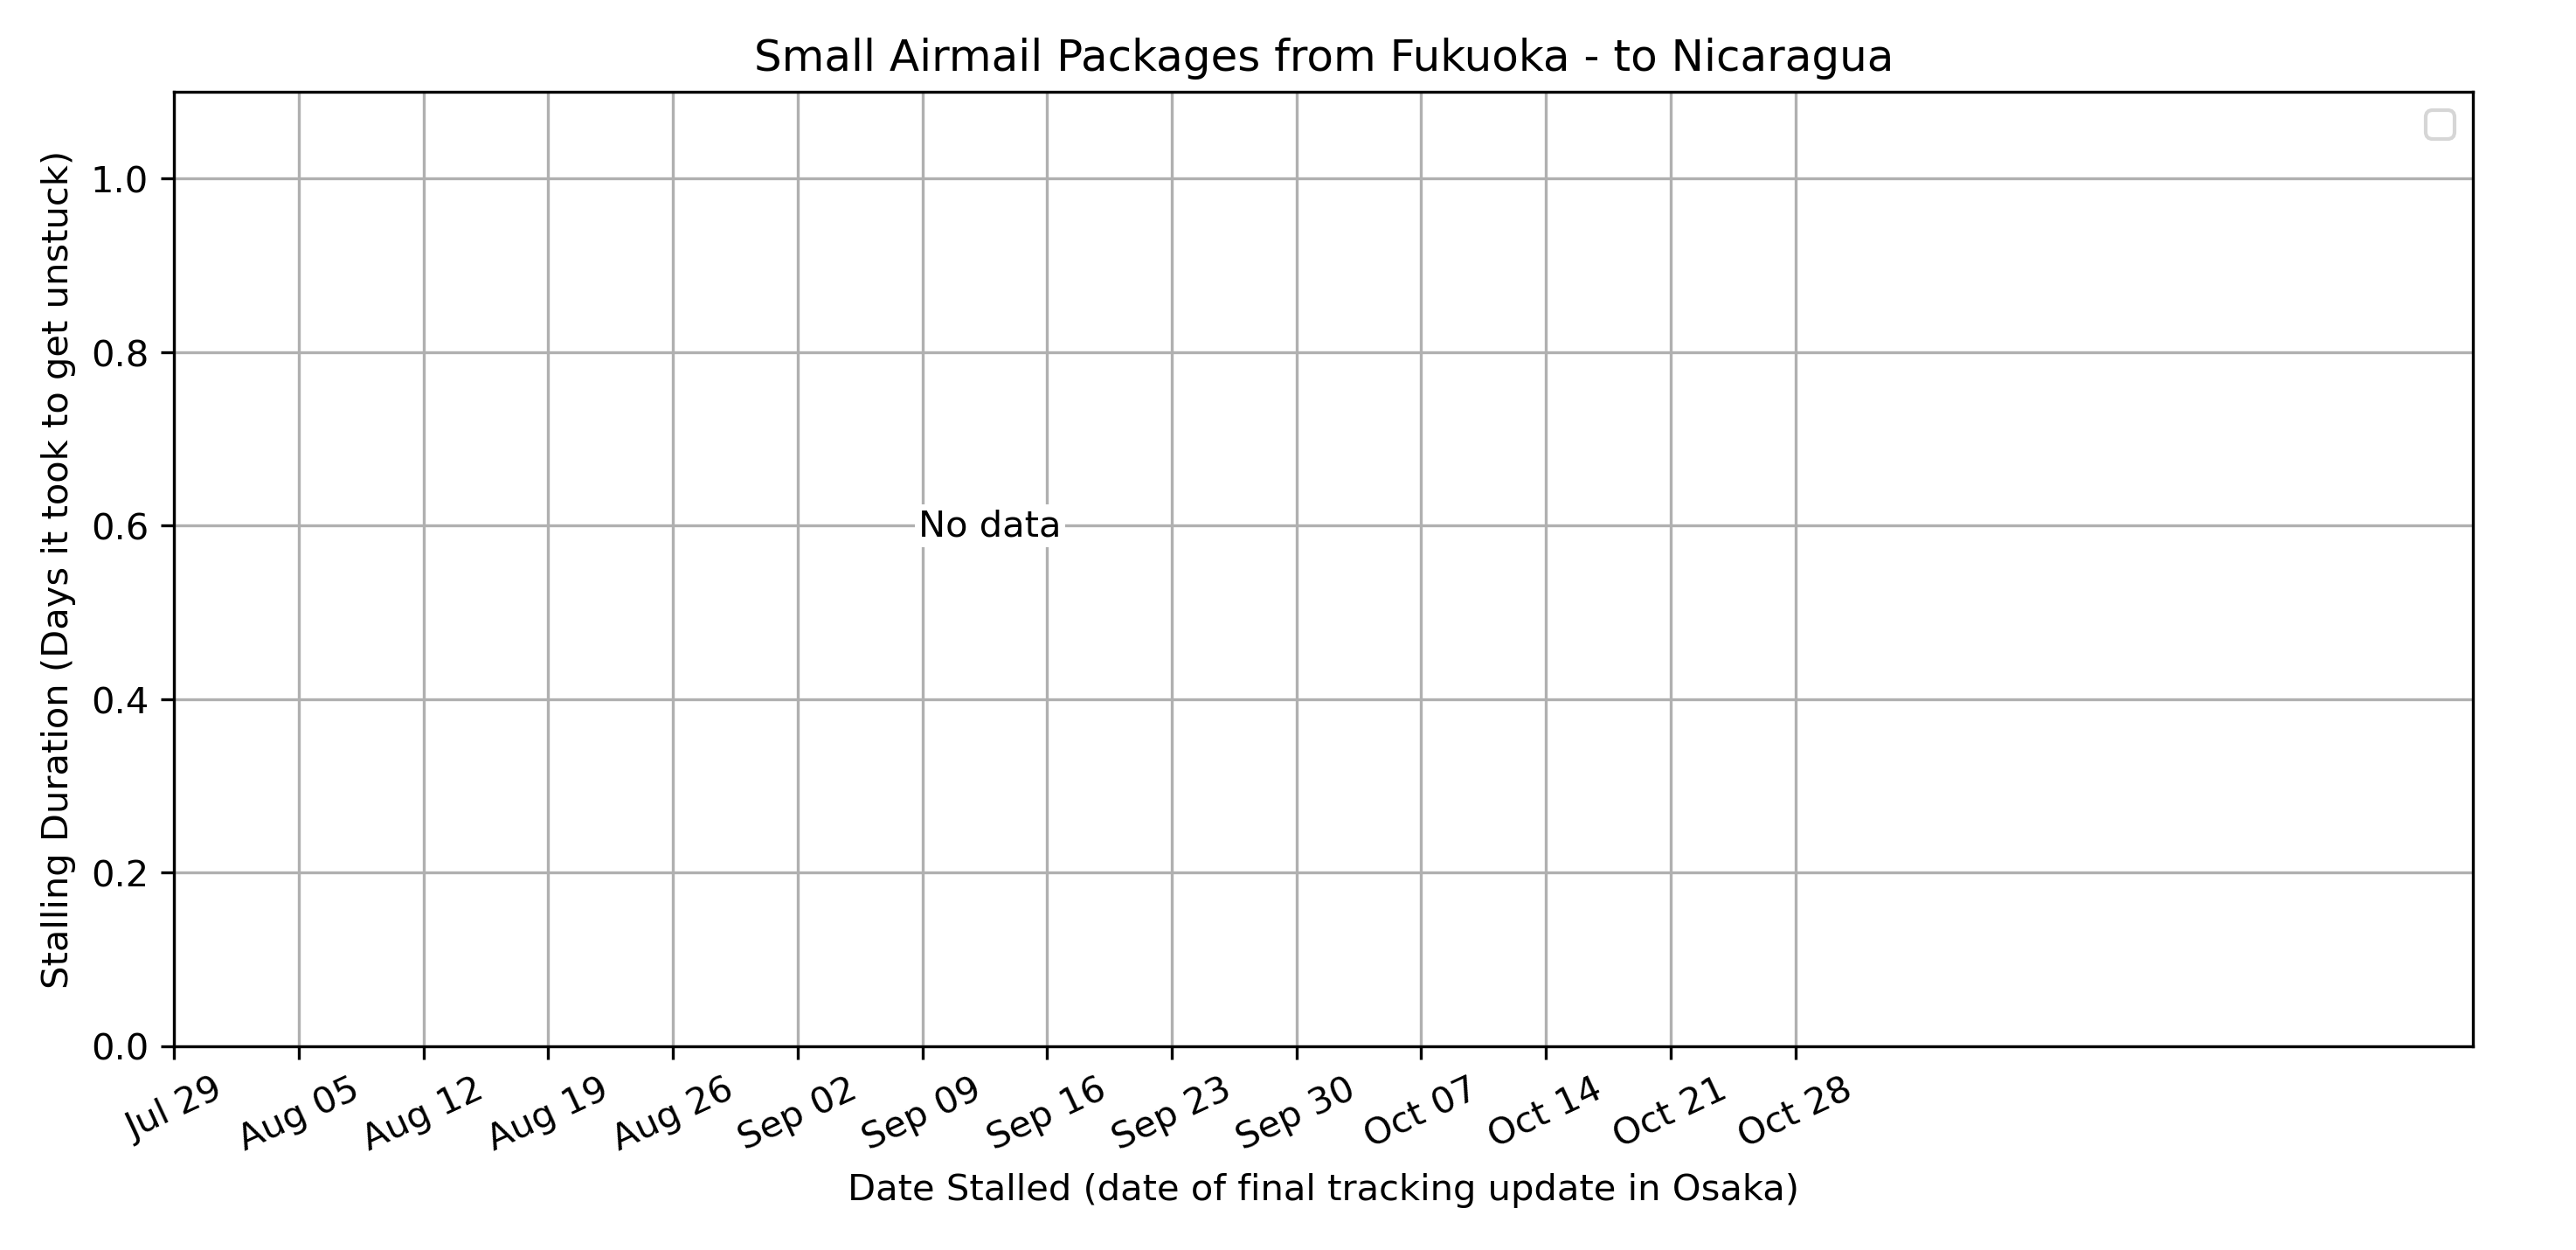 Small Airmail Packages from Fukuoka - to Nicaragua
Stalling Duration (Days it took to get unstuck)
1.0
0.8
0.6
0.4
0.2
0.0
No data
Jul 29
Aug 05
Aug 12
Aug 19
Aug 26
Sep 02
Sep 09
Sep 16
Sep 23
Sep 30
Oct 07
Oct 14
Oct 21
Oct 28
Date Stalled (date of final tracking update in Osaka)